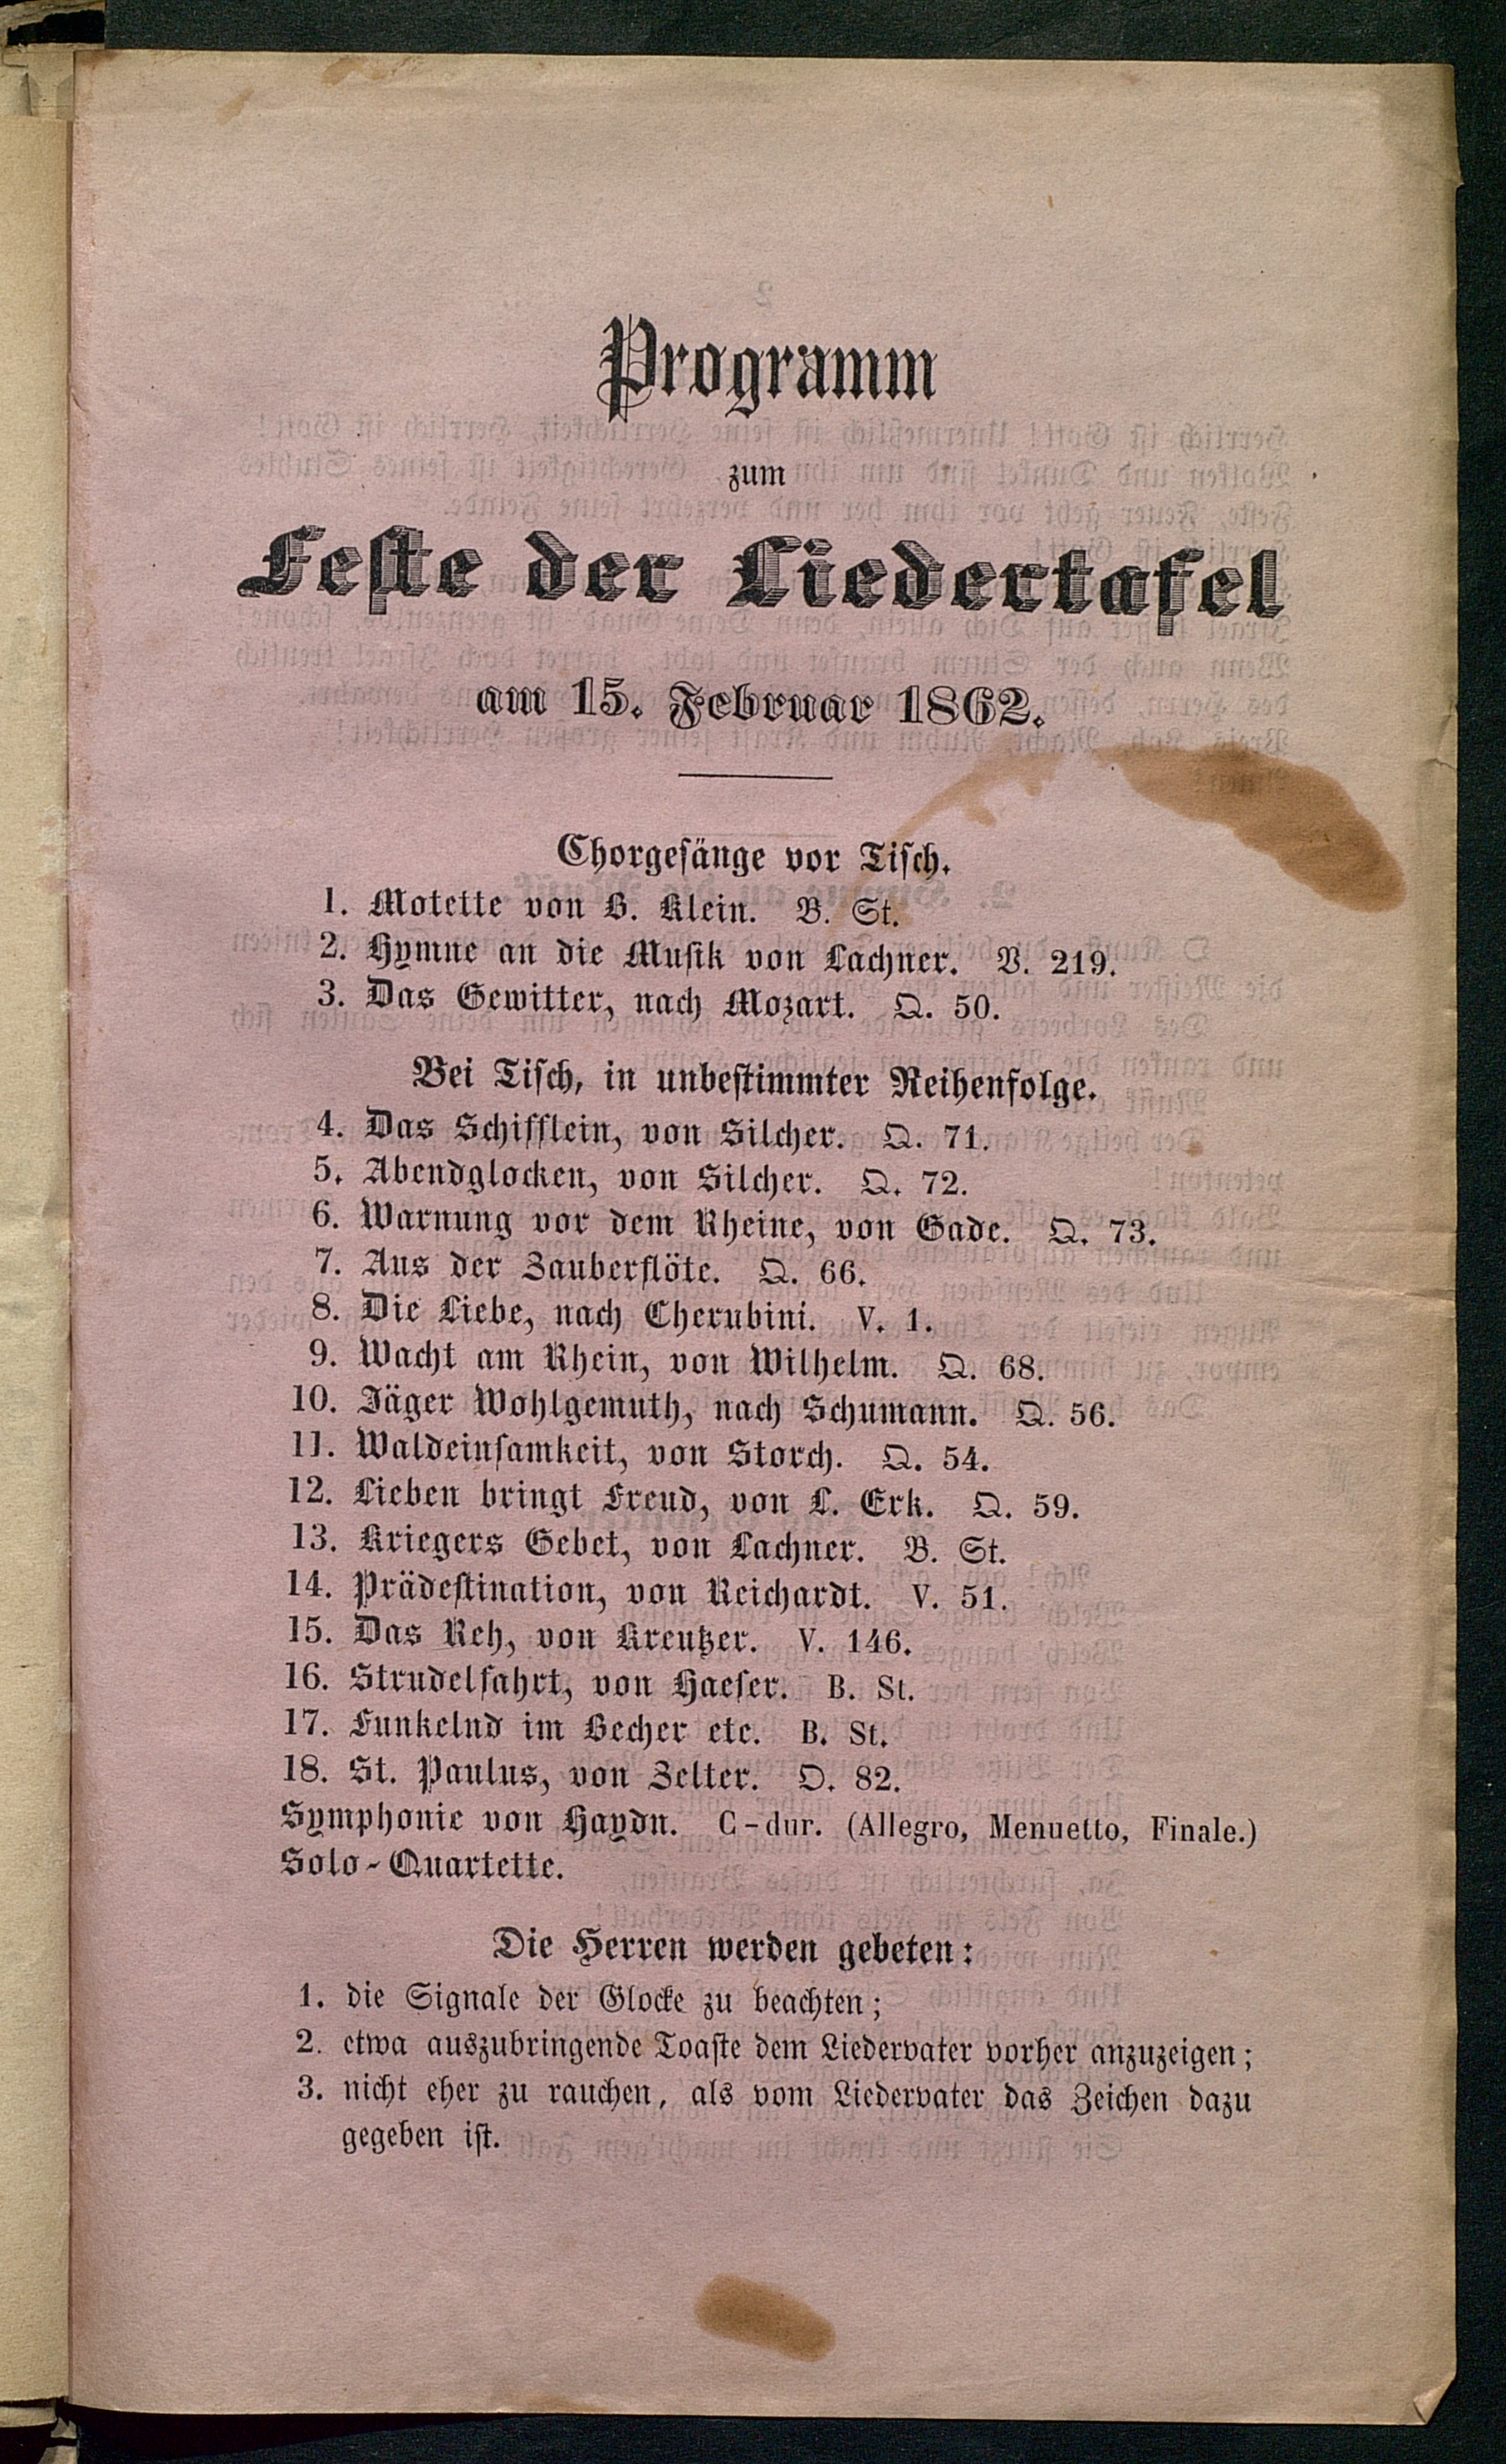 Programm
zum
Feste der Liedertafel
am 15. Februar 1862.
Chorgesänge vor Tisch.
1. Motette von B. Klein. B. St.
2. Hymne an die Musik von Lachner. V. 219.
3. Das Gewitter, nach Mozart. Q. 50.
Bei Tisch, in unbestimmter Reihenfolge.
4. Das Schifflein, von Silcher. Q. 71.
5. Abendglocken, von Silcher. Q. 72.
6. Warnung vor dem Rheine, von Gade. Q. 73.
7. Aus der Zauberflöte. Q. 66.
8. Die Liebe, nach Cherubini. V. 1.
9. Wacht am Rhein, von Wilhelm. Q. 68.
10. Jäger Wohlgemuth, nach Schumann. Q. 56.
11. Waldeinsamkeit, von Storch. Q. 54.
12. Lieben bringt Freud, von L. Erk. Q. 59.
13. Kriegers Gebet, von Lachner. B. St.
14. Prädestination, von Reichardt. V. 51.
15. Das Reh, von Kreutzer. V. 146.
16. Strudelfahrt, von Haeser. B. St.
17. Funkelnd im Becher etc. B. St.
18. St. Paulus, von Zelter. O. 82.
Symphonie von Haydn. C-dur. (Allegro, Menuetto, Finale.)
Solo-Quartette.
Die Herren werden gebeten:
1. die Signale der Glocke zu beachten;
2. etwa auszubringende Toaste dem Liedervater vorher anzuzeigen;
3. nicht eher zu rauchen, als vom Liedervater das Zeichen dazu
gegeben ist.